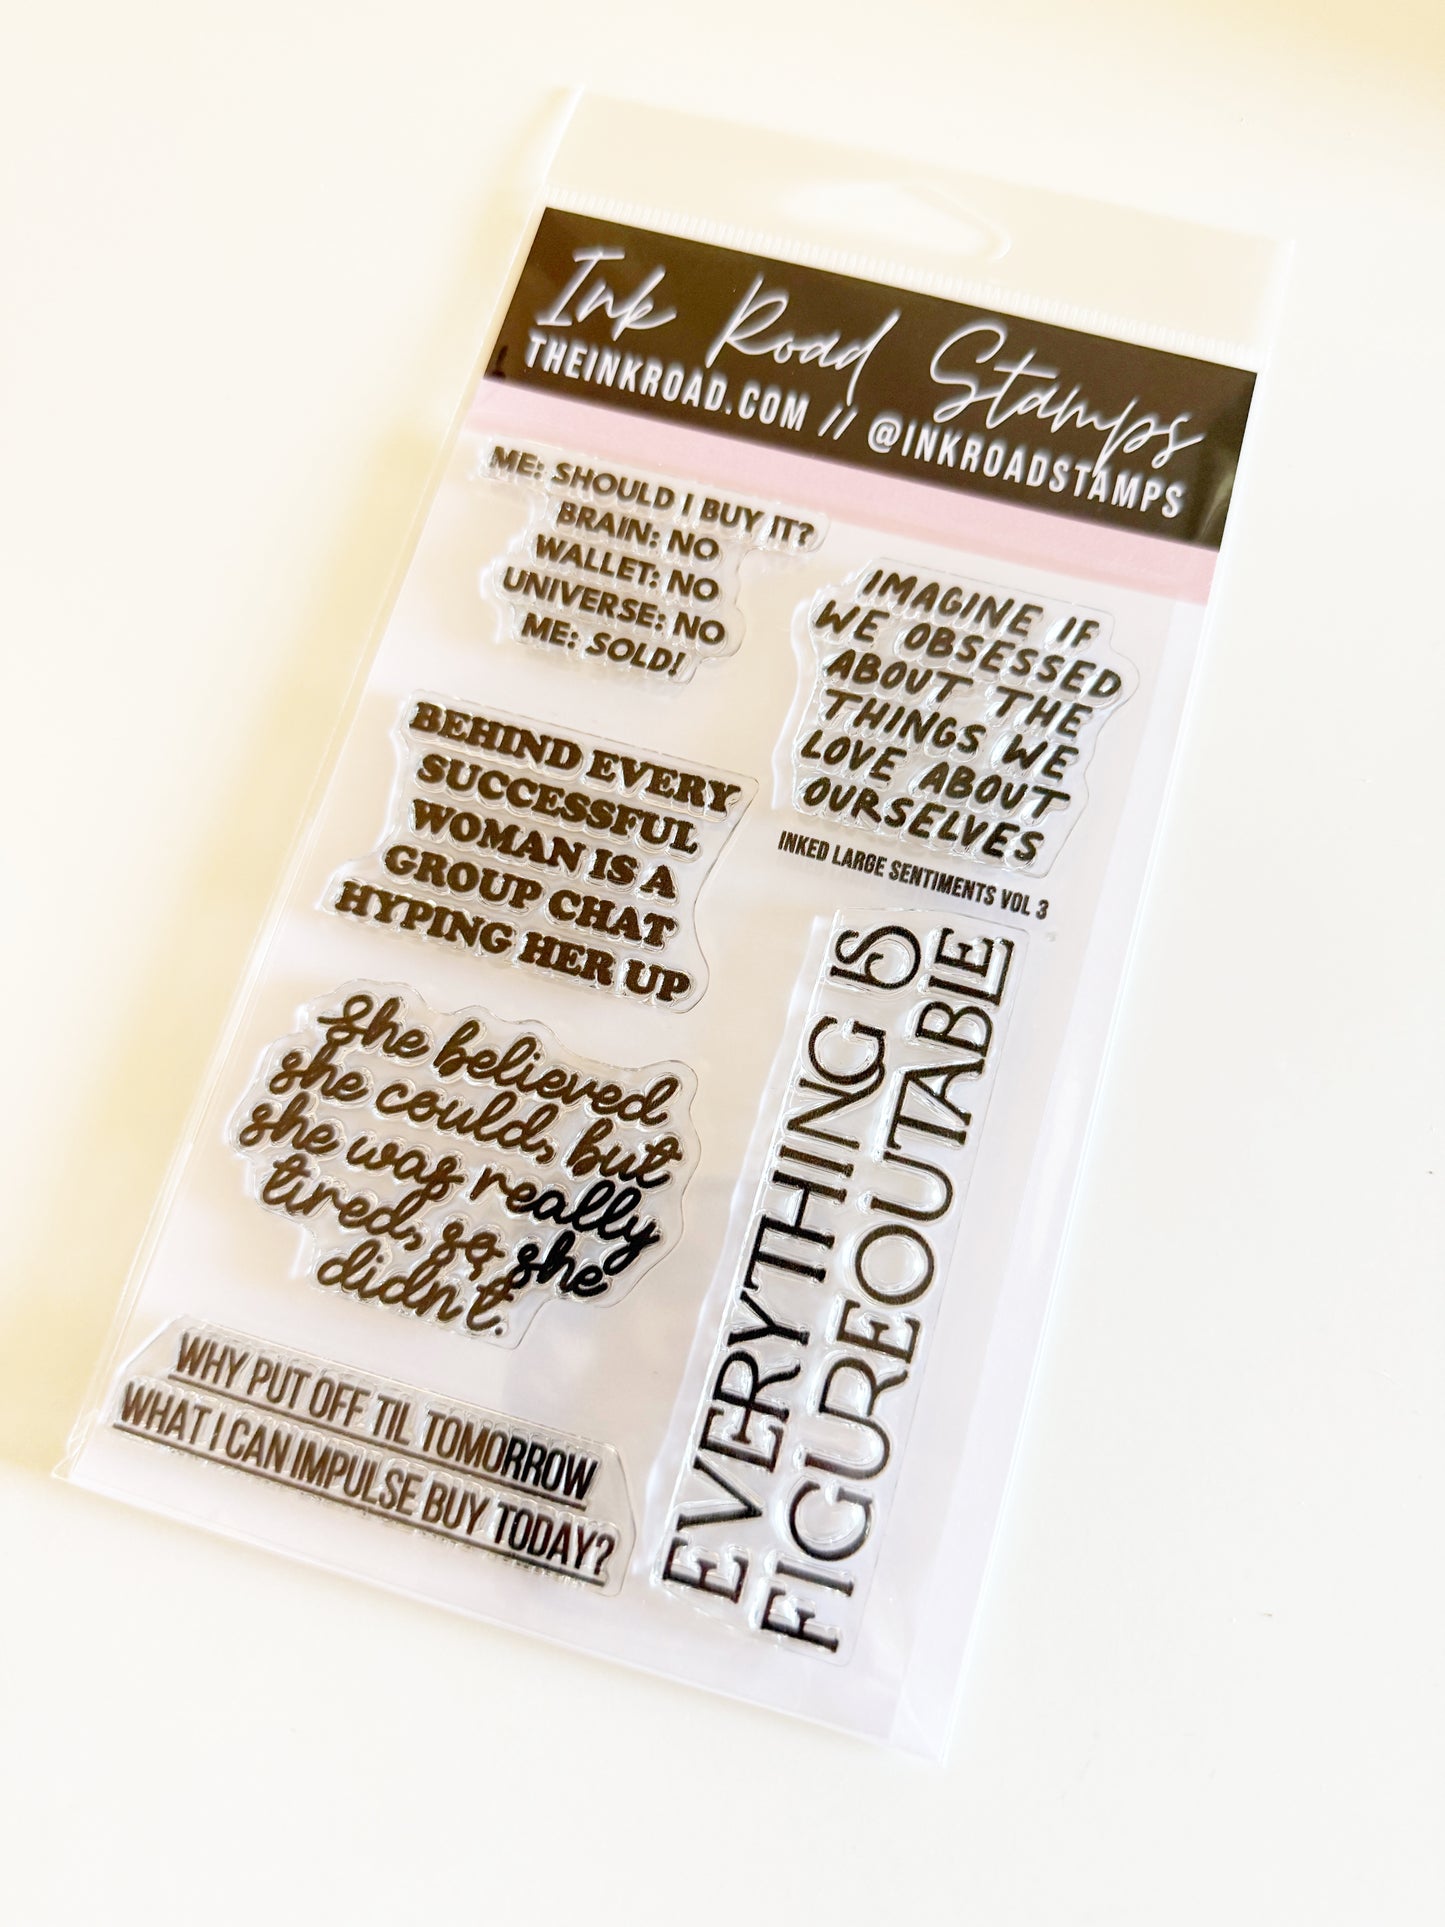 Ink Road Stamps
THEINKROAD.COM // @INKROADSTAMPS
ME: SHOULD I BUY IT?
BRAIN: NO
WALLET: NO
UNIVERSE: NO
ME: SOLD!
IMAGINE IF
WE OBSESSED
ABOUT THE
THINGS WE
LOVE ABOUT
OURSELVES
INKED LARGE SENTIMENTS VOL 3
BEHIND EVERY
SUCCESSFUL
WOMAN IS A
GROUP CHAT
HYPING HER UP
She believed
she could, but
she was really
tired, so she
didn't.
EVERYTHING IS
FIGUREOUTABLE
WHY PUT OFF TIL TOMORROW
WHAT I CAN IMPULSE BUY TODAY?